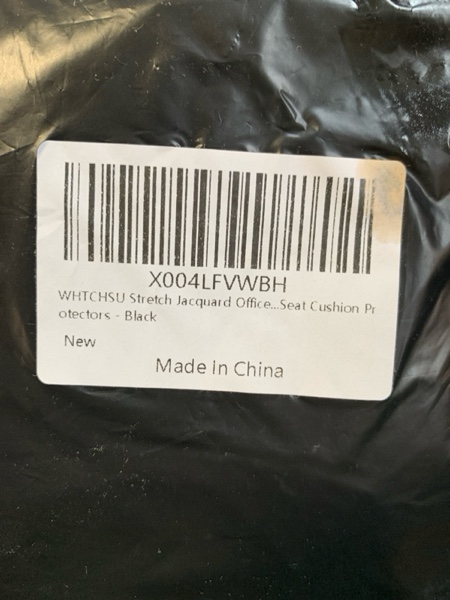 X004LFVWBH
WHTCHSU Stretch Jacquard Office...Seat Cushion Pr
otectors - Black
New
Made In China